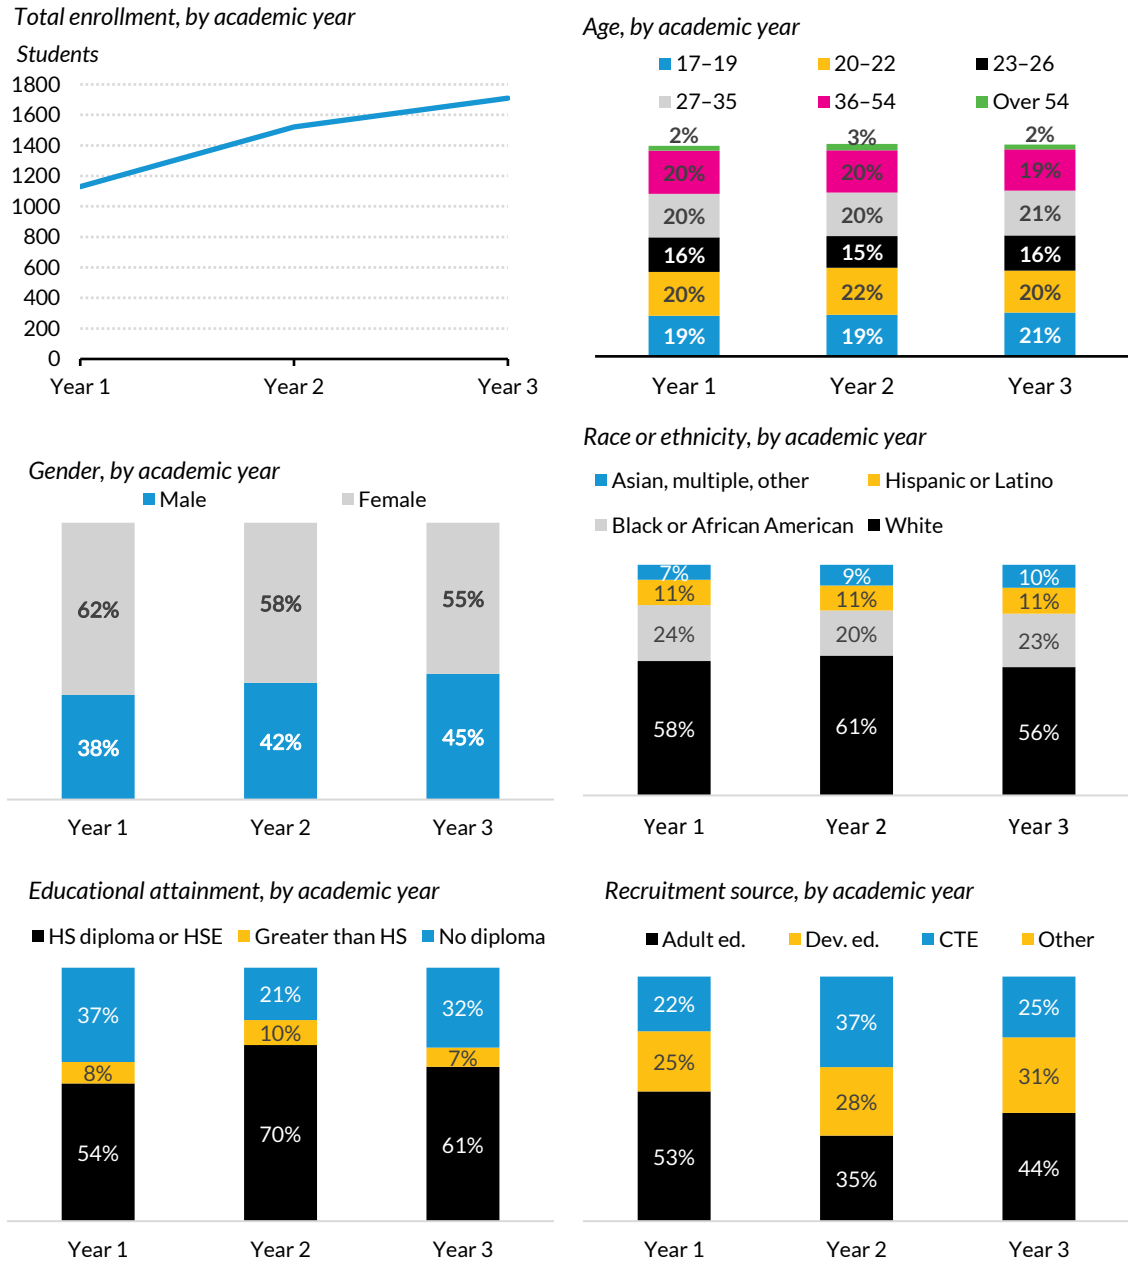 Total enrollment, by academic year
Students
1800
1600
1400
1200
1000
800
600
400
200
0
Year 1 Year 2 Year 3
Age, by academic year
17–19 20–22 23–26
27–35 36–54 Over 54
2% 3% 2%
20% 20% 19%
20% 20% 21%
16% 15% 16%
20% 22% 20%
19% 19% 21%
Year 1 Year 2 Year 3
Gender, by academic year
Male Female
62% 58% 55%
38% 42% 45%
Year 1 Year 2 Year 3
Race or ethnicity, by academic year
Asian, multiple, other Hispanic or Latino
Black or African American White
7% 9% 10%
11% 11% 11%
24% 20% 23%
58% 61% 56%
Year 1 Year 2 Year 3
Educational attainment, by academic year
HS diploma or HSE Greater than HS No diploma
37% 21% 32%
8% 10% 7%
54% 70% 61%
Year 1 Year 2 Year 3
Recruitment source, by academic year
Adult ed. Dev. ed. CTE Other
22% 37% 25%
25% 28% 31%
53% 35% 44%
Year 1 Year 2 Year 3